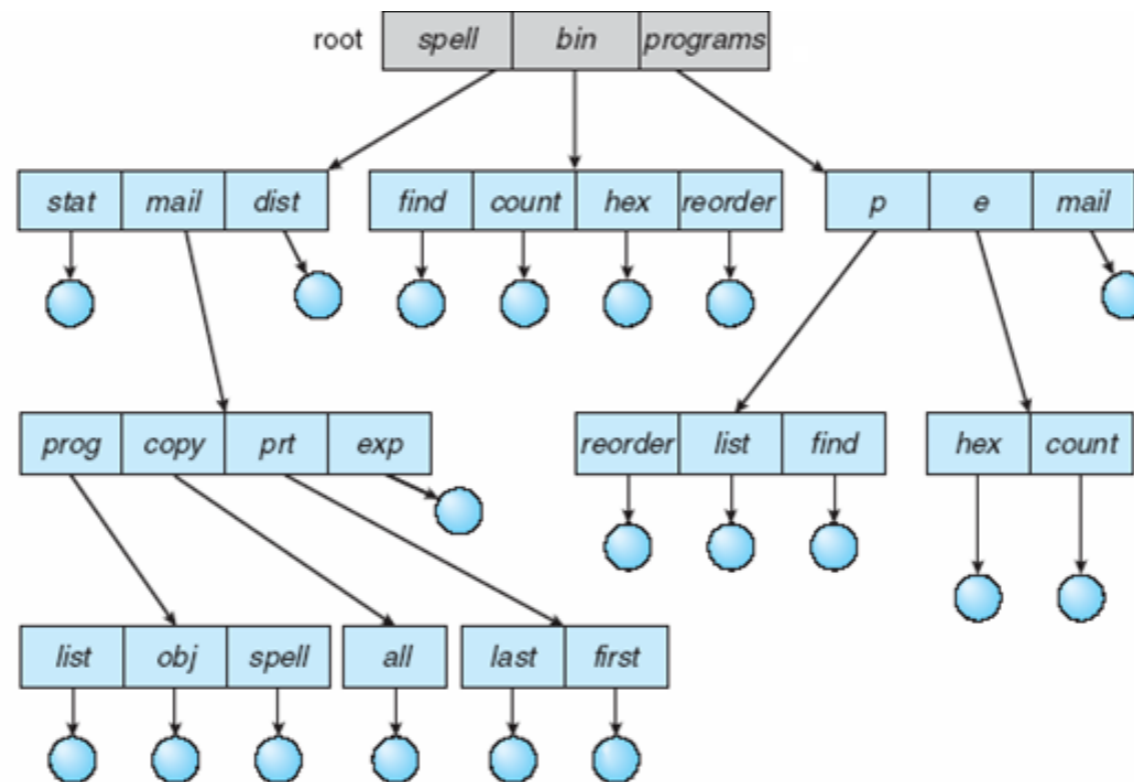 root spell bin programs
stat mail dist find count hex reorder p e mail
prog copy prt exp reorder list find hex count
list obj spell all last first